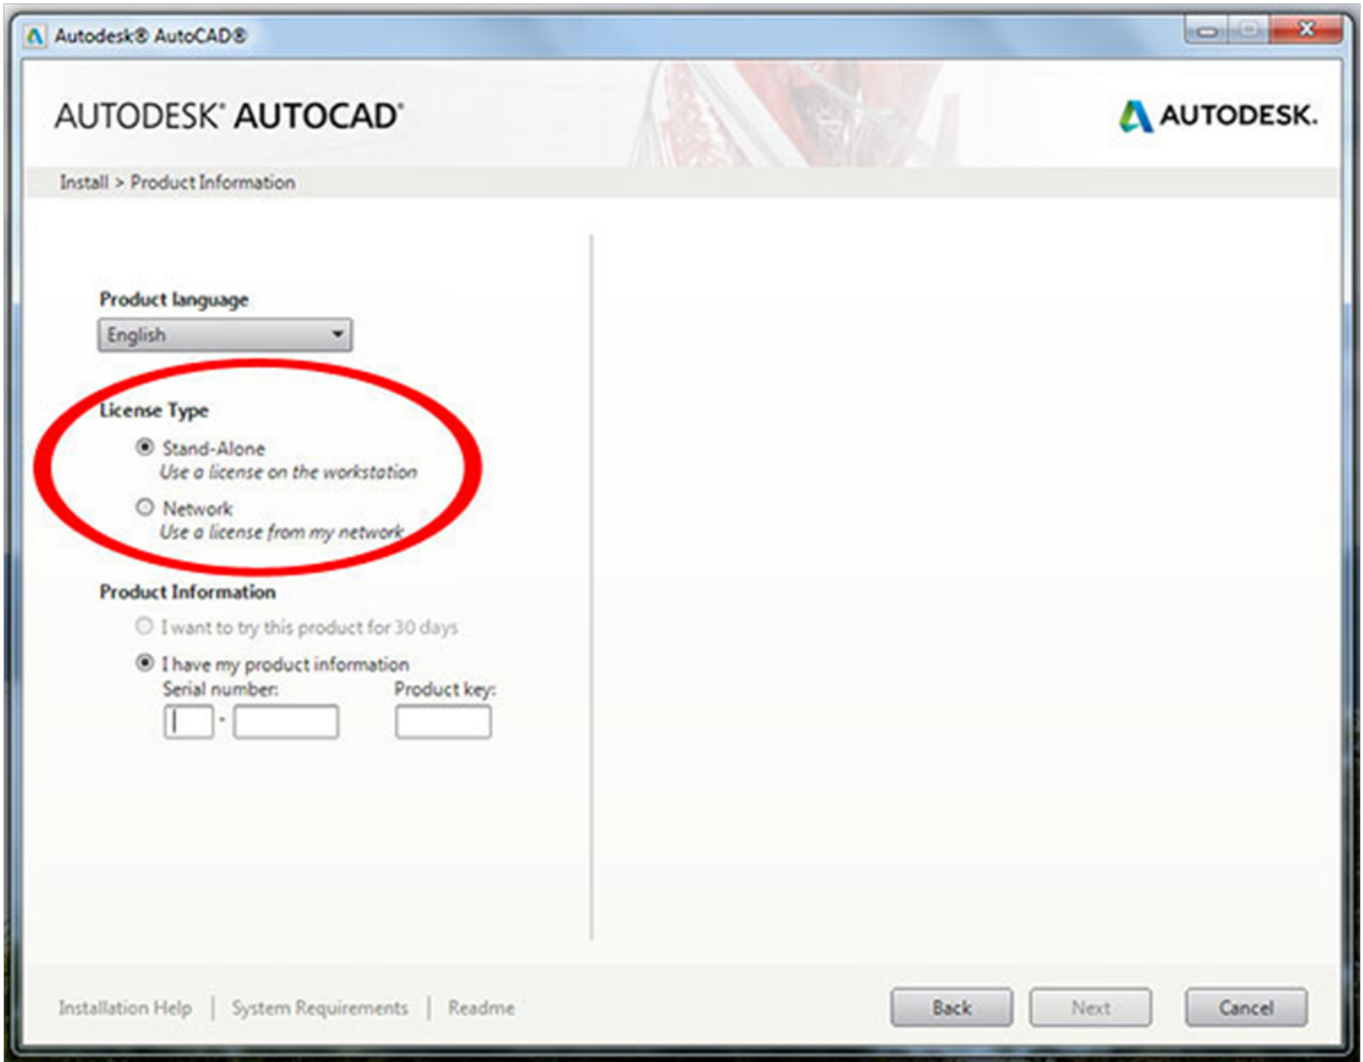 Autodesk® AutoCAD®
AUTODESK® AUTOCAD®
AUTODESK.
Install > Product Information
Product language
English
License Type
Stand-Alone
Use a license on the workstation
Network
Use a license from my network
Product Information
I want to try this product for 30 days
I have my product information
Serial number: Product key:
-
Installation Help | System Requirements | Readme
Back Next Cancel